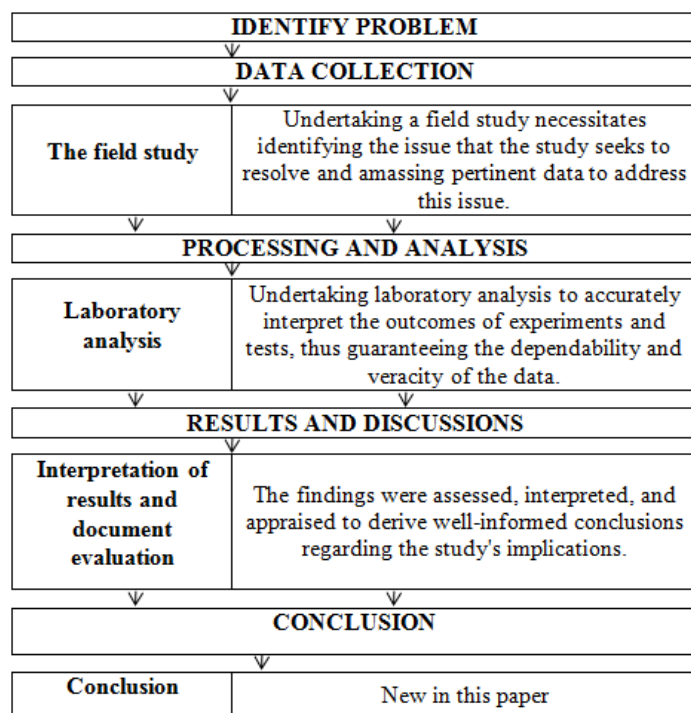 IDENTIFY PROBLEM
DATA COLLECTION
The field study
Undertaking a field study necessitates
identifying the issue that the study seeks to
resolve and amassing pertinent data to address
this issue.
PROCESSING AND ANALYSIS
Laboratory
analysis
Undertaking laboratory analysis to accurately
interpret the outcomes of experiments and
tests, thus guaranteeing the dependability and
veracity of the data.
RESULTS AND DISCUSSIONS
Interpretation of
results and
document
evaluation
The findings were assessed, interpreted, and
appraised to derive well-informed conclusions
regarding the study's implications.
CONCLUSION
Conclusion
New in this paper